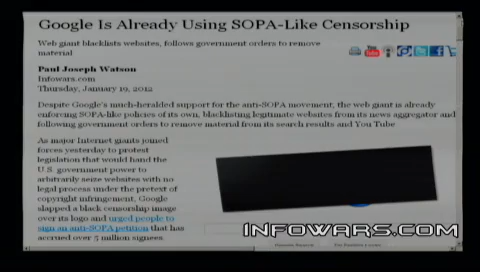 Google Is Already Using SOPA-Like Censorship
Web giant blacklists websites, follows government orders to remove
material
Paul Joseph Watson
Infowars.com
Thursday, January 19, 2012
Despite Google's much-heralded support for the anti-SOPA movement, the web giant is already
enforcing SOPA-like policies of its own, blacklisting legitimate websites from its news aggregator and
following government orders to remove material from its search results and You Tube
As major Internet giants joined
forces yesterday to protest
legislation that would hand the
U.S. government power to
arbitrarily seize websites with no
legal process under the pretext of
copyright infringement, Google
slapped a black censorship image
over its logo and urged people to
sign an anti-SOPA petition that has
accrued over 5 million signees.
INFOWARS.COM